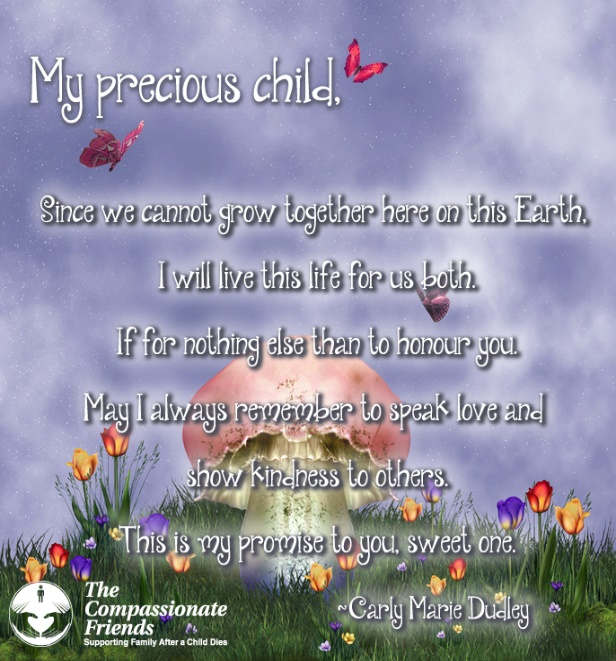 My precious child,
Since we cannot grow together here on this Earth,
I will live this life for us both.
If for nothing else than to honour you.
May I always remember to speak love and
show kindness to others.
This is my promise to you, sweet one.
~Carly Marie Dudley
The
Compassionate
Friends
Supporting Family After a Child Dies